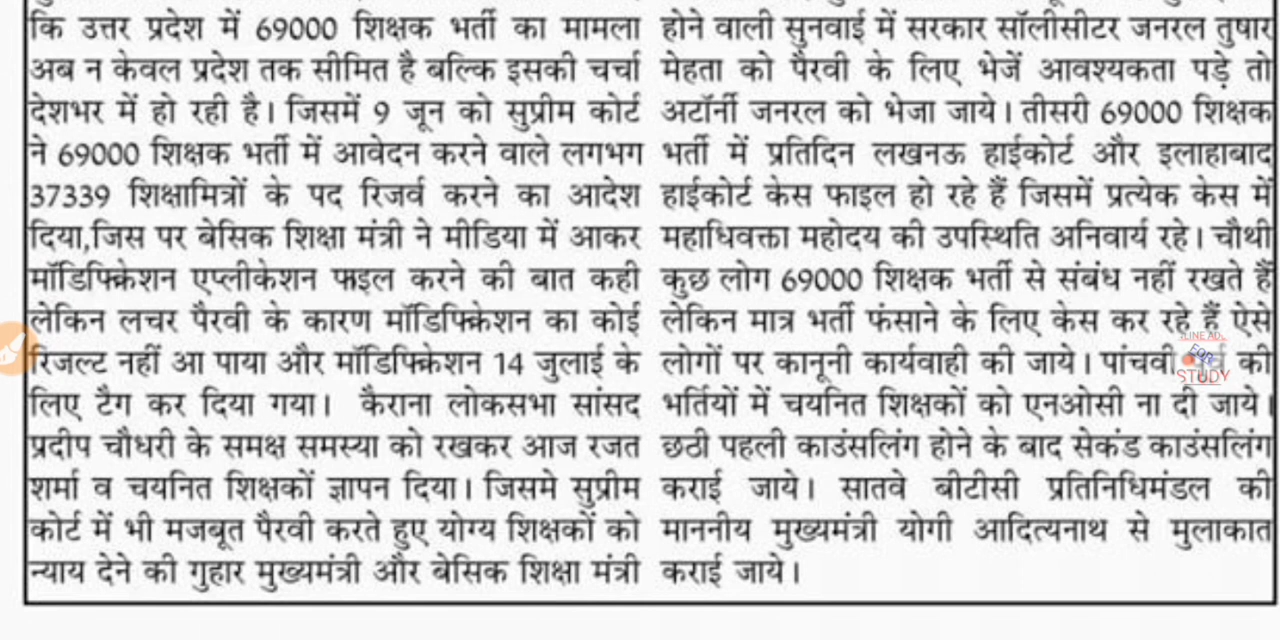 कि उत्तर प्रदेश में 69000 शिक्षक भर्ती का मामला
अब न केवल प्रदेश तक सीमित है बल्कि इसकी चर्चा
देशभर में हो रही है। जिसमें 9 जून को सुप्रीम कोर्ट
ने 69000 शिक्षक भर्ती में आवेदन करने वाले लगभग
37339 शिक्षामित्रों के पद रिजर्व करने का आदेश
दिया,जिस पर बेसिक शिक्षा मंत्री ने मीडिया में आकर
मॉडिफिक्रेशन एप्लीकेशन फाइल करने की बात कही
लेकिन लचर पैरवी के कारण मॉडिफिक्रेशन का कोई
रिजल्ट नहीं आ पाया और मॉडिफिक्रेशन 14 जुलाई के
लिए टैग कर दिया गया। कैराना लोकसभा सांसद
प्रदीप चौधरी के समक्ष समस्या को रखकर आज रजत
शर्मा व चयनित शिक्षकों ज्ञापन दिया। जिसमे सुप्रीम
कोर्ट में भी मजबूत पैरवी करते हुए योग्य शिक्षकों को
न्याय देने की गुहार मुख्यमंत्री और बेसिक शिक्षा मंत्री
होने वाली सुनवाई में सरकार सॉलीसीटर जनरल तुषार
मेहता को पैरवी के लिए भेजें आवश्यकता पड़े तो
अटॉर्नी जनरल को भेजा जाये। तीसरी 69000 शिक्षक
भर्ती में प्रतिदिन लखनऊ हाईकोर्ट और इलाहाबाद
हाईकोर्ट केस फाइल हो रहे हैं जिसमें प्रत्येक केस में
महाधिवक्ता महोदय की उपस्थिति अनिवार्य रहे। चौथी
कुछ लोग 69000 शिक्षक भर्ती से संबंध नहीं रखते हैं
लेकिन मात्र भर्ती फंसाने के लिए केस कर रहे हैं ऐसे
लोगों पर कानूनी कार्यवाही की जाये। पांचवी की
भर्तियों में चयनित शिक्षकों को एनओसी ना दी जाये।
छठी पहली काउंसलिंग होने के बाद सेकंड काउंसलिंग
कराई जाये। सातवे बीटीसी प्रतिनिधिमंडल की
माननीय मुख्यमंत्री योगी आदित्यनाथ से मुलाकात
कराई जाये।
STUDY